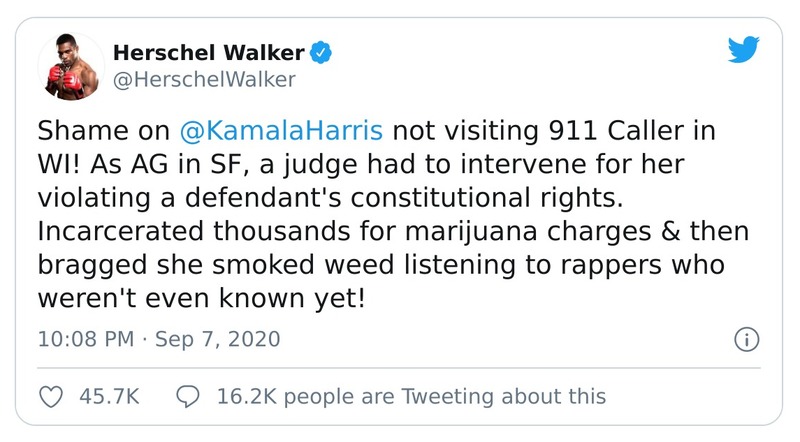 Herschel Walker
@HerschelWalker
Shame on @KamalaHarris not visiting 911 Caller in
WI! As AG in SF, a judge had to intervene for her
violating a defendant's constitutional rights.
Incarcerated thousands for marijuana charges & then
bragged she smoked weed listening to rappers who
weren't even known yet!
10:08 PM · Sep 7, 2020
45.7K 16.2K people are Tweeting about this